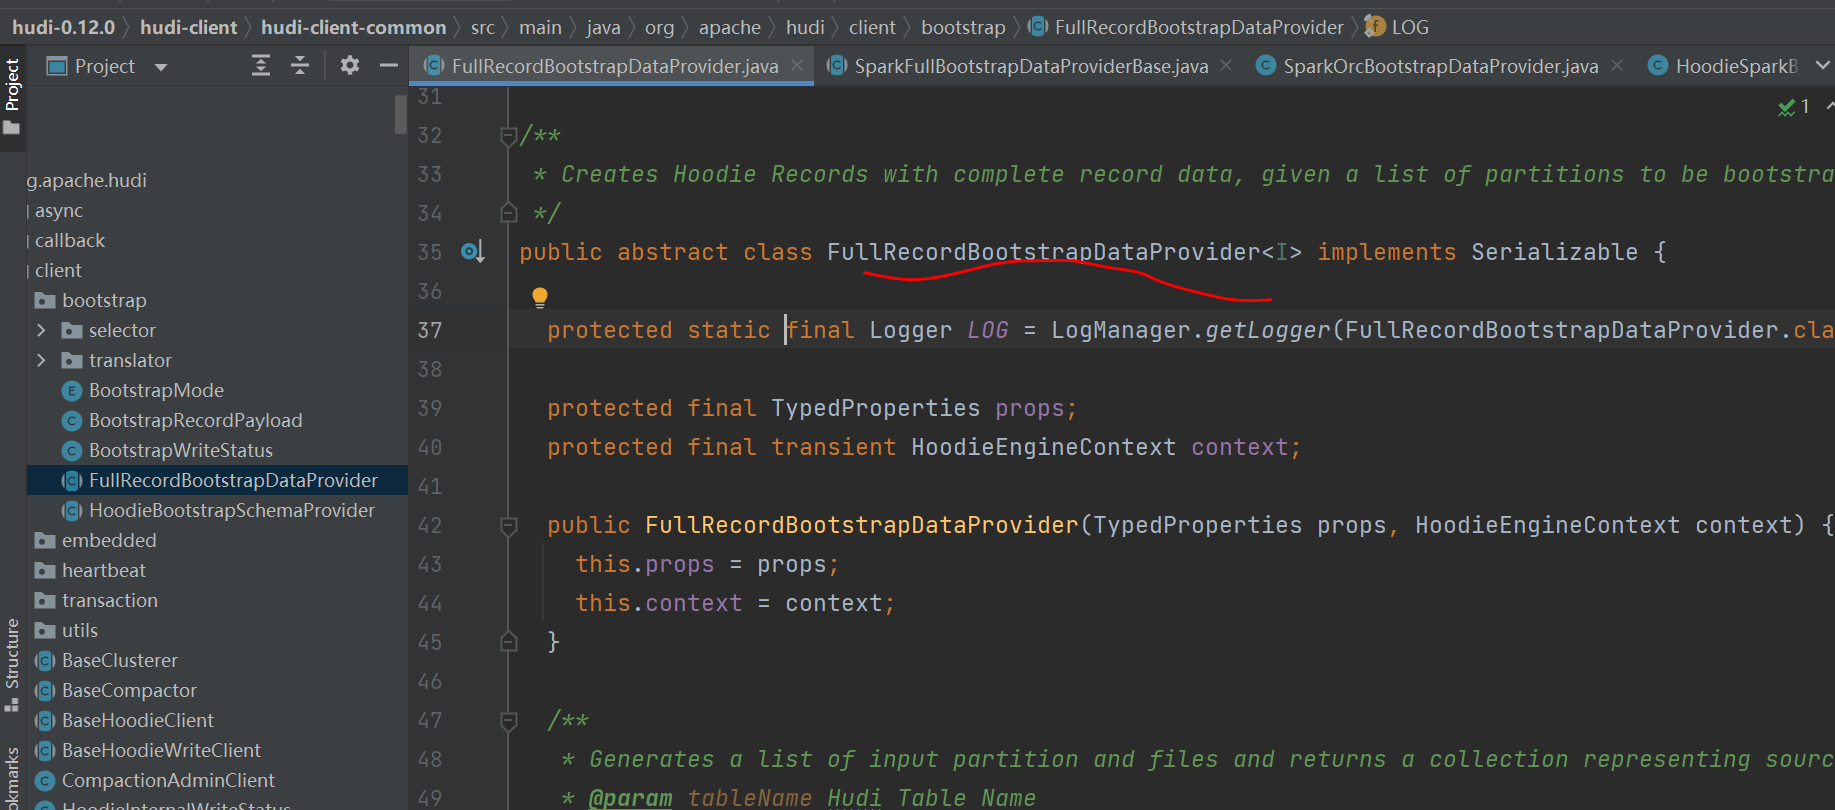 hudi-0.12.0 hudi-client hudi-client-common src main java org apache hudi client bootstrap FullRecordBootstrapDataProvider LOG
Project
FullRecordBootstrapDataProvider.java SparkFullBootstrapDataProviderBase.java SparkOrcBootstrapDataProvider.java HoodieSparkB
Project
g.apache.hudi
async
callback
client
bootstrap
selector
translator
BootstrapMode
BootstrapRecordPayload
BootstrapWriteStatus
FullRecordBootstrapDataProvider
HoodieBootstrapSchemaProvider
embedded
heartbeat
transaction
utils
BaseClusterer
BaseCompactor
BaseHoodieClient
BaseHoodieWriteClient
CompactionAdminClient
HoodieInternalWriteStatus
Structure
okmarks
1
31
32 /**
33 * Creates Hoodie Records with complete record data, given a list of partitions to be bootstra
34 */
35 public abstract class FullRecordBootstrapDataProvider<I> implements Serializable {
36
37 protected static final Logger LOG = LogManager.getLogger(FullRecordBootstrapDataProvider.cla
38
39 protected final TypedProperties props;
40 protected final transient HoodieEngineContext context;
41
42 public FullRecordBootstrapDataProvider(TypedProperties props, HoodieEngineContext context) {
43 this.props = props;
44 this.context = context;
45 }
46
47 /**
48 * Generates a list of input partition and files and returns a collection representing sourc
49 * @param tableName Hudi Table Name